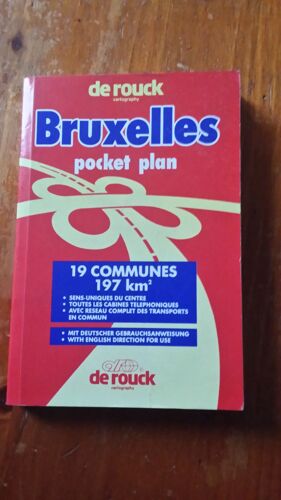 de rouck
cartography
Bruxelles
pocket plan
19 COMMUNES
197 km²
• SENS-UNIQUES DU CENTRE
• TOUTES LES CABINES TELEPHONIQUES
• AVEC RESEAU COMPLET DES TRANSPORTS
EN COMMUN
• MIT DEUTSCHER GEBRAUCHSANWEISUNG
• WITH ENGLISH DIRECTION FOR USE
®
de rouck
cartography